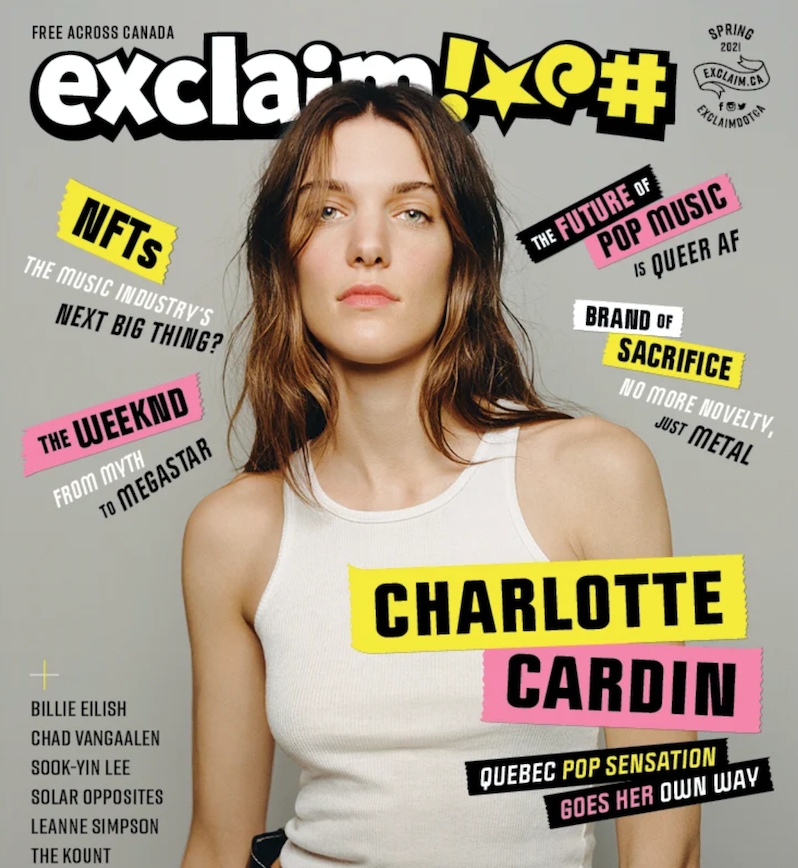 FREE ACROSS CANADA
exclaim!★@#
SPRING
2021
EXCLAIM.CA
EXCLAIMDOTCA
NFTs
THE MUSIC INDUSTRY'S
NEXT BIG THING?
THE FUTURE OF
POP MUSIC
IS QUEER AF
BRAND OF
SACRIFICE
NO MORE NOVELTY,
JUST METAL
THE WEEKND
FROM MYTH
TO MEGASTAR
CHARLOTTE
CARDIN
QUEBEC POP SENSATION
GOES HER OWN WAY
BILLIE EILISH
CHAD VANGAALEN
SOOK-YIN LEE
SOLAR OPPOSITES
LEANNE SIMPSON
THE KOUNT